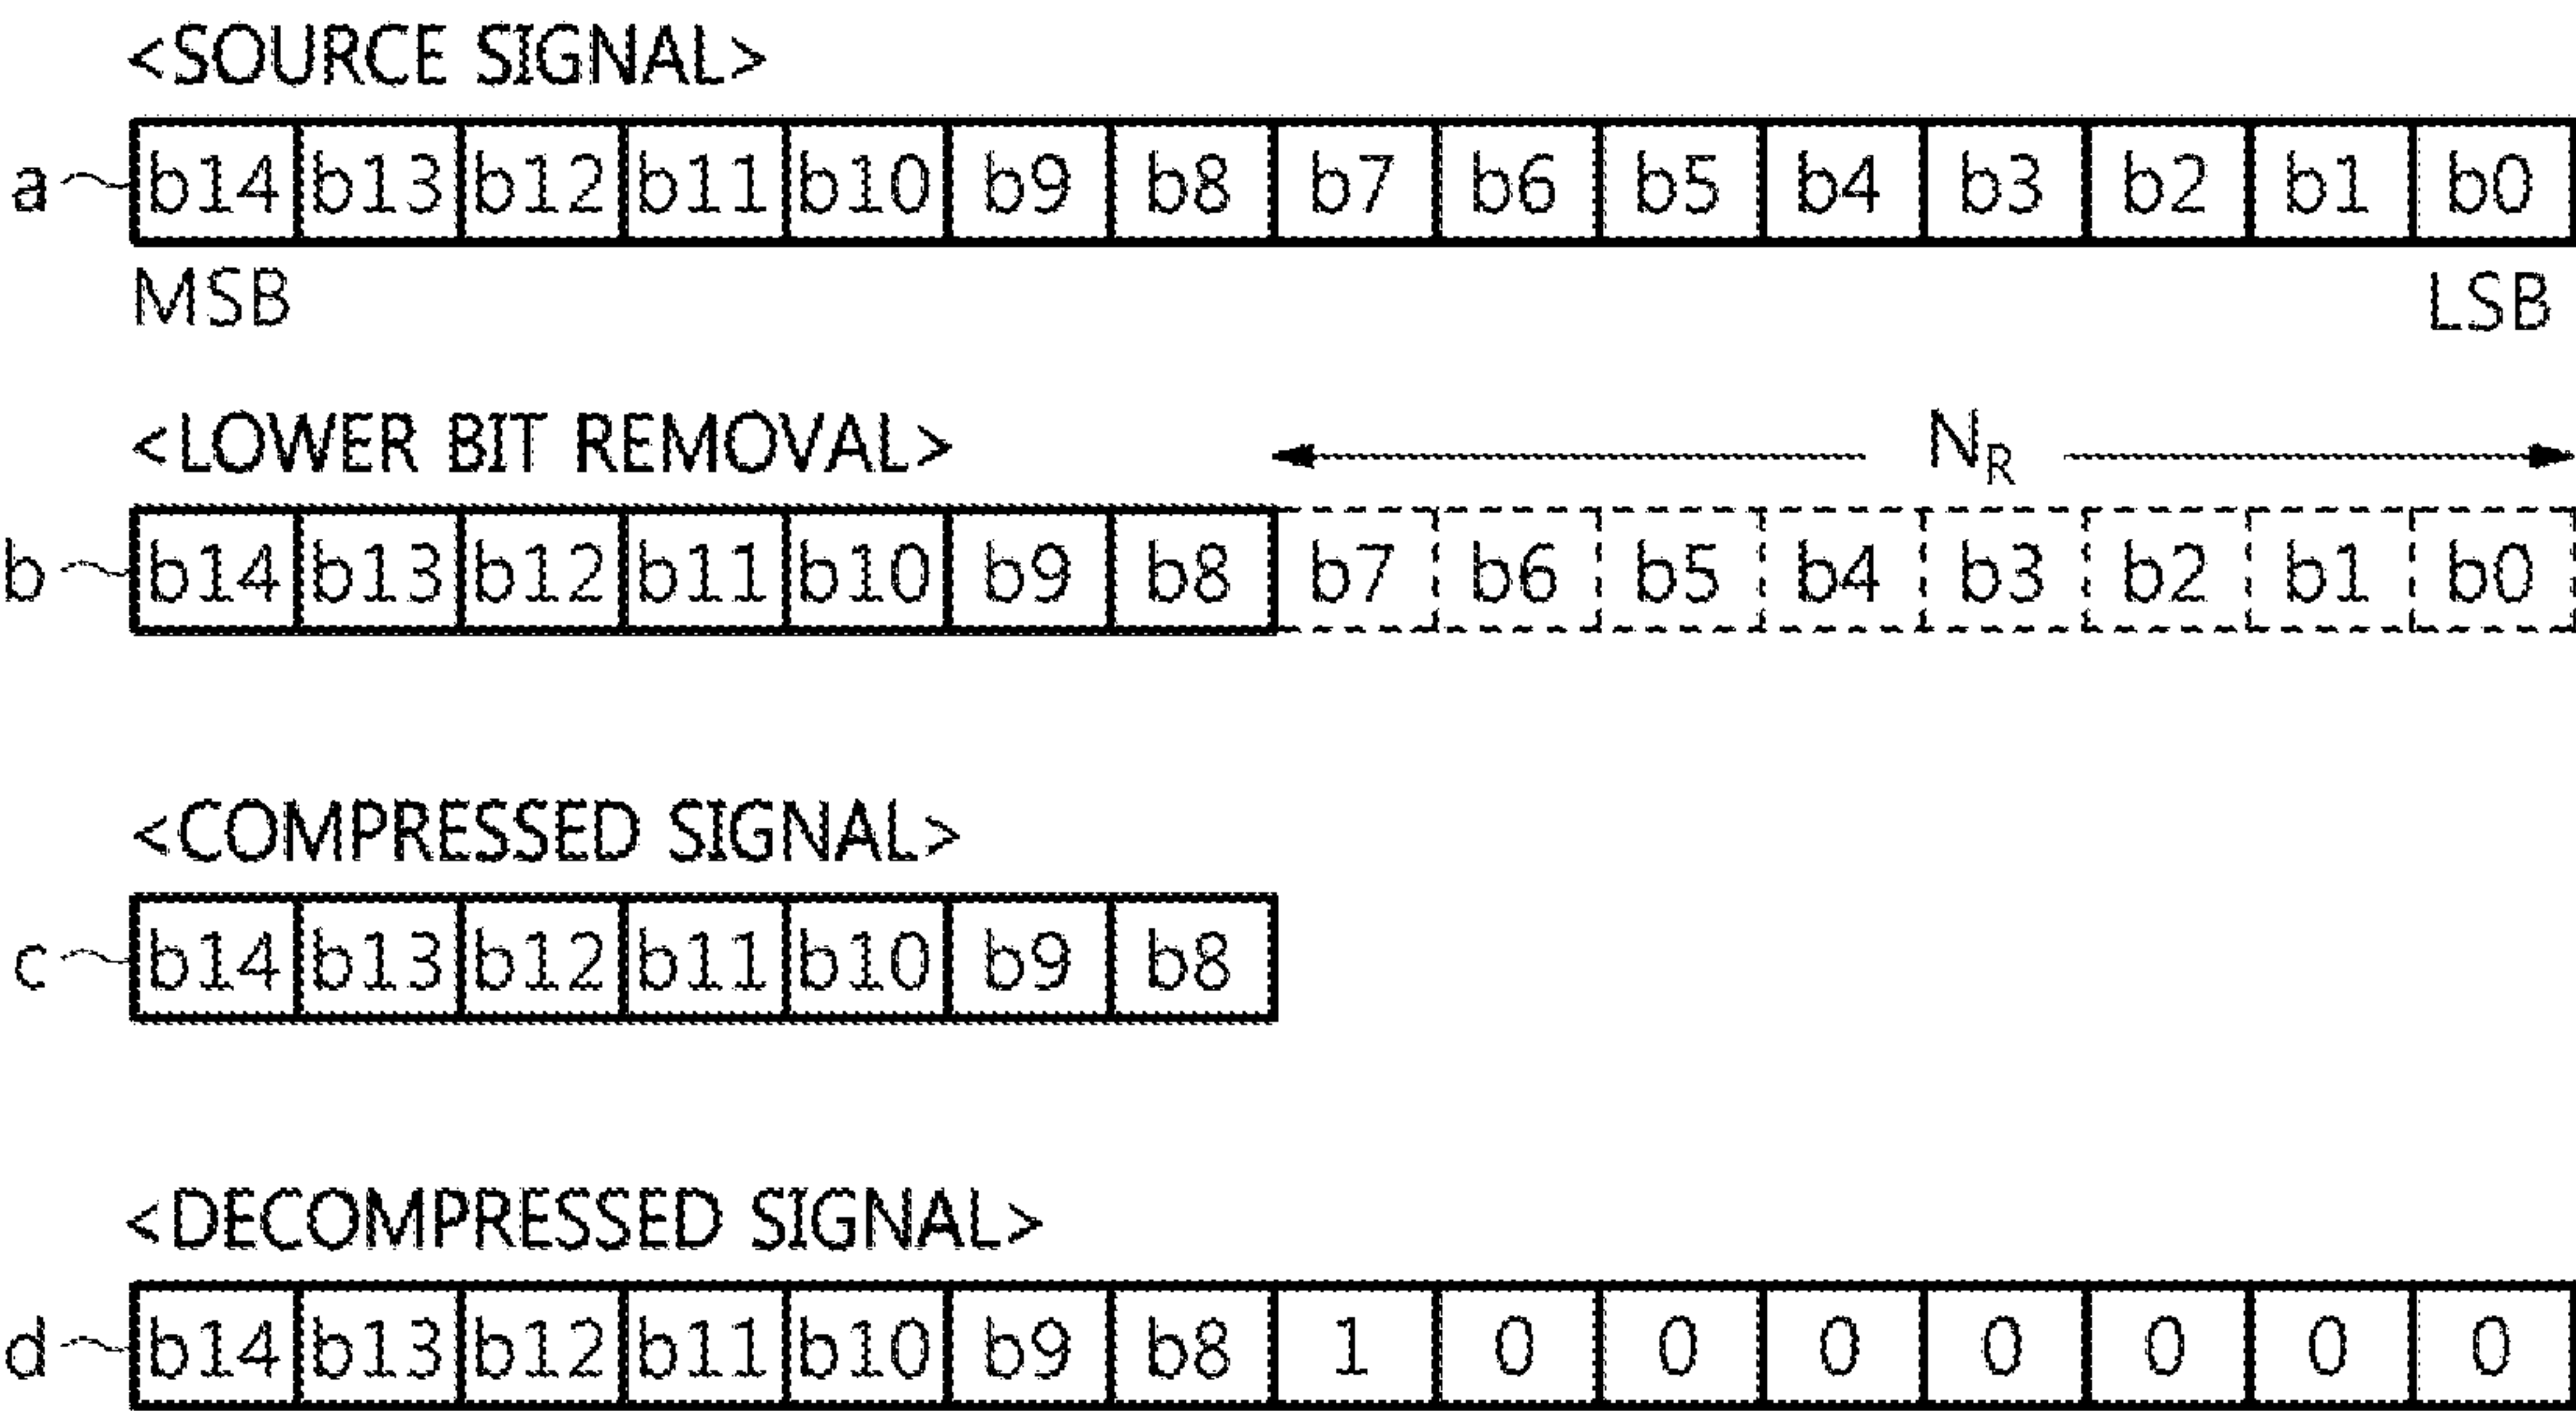 <SOURCE SIGNAL>
a b14 b13 b12 b11 b10 b9 b8 b7 b6 b5 b4 b3 b2 b1 b0
MSB LSB
<LOWER BIT REMOVAL> NR
b b14 b13 b12 b11 b10 b9 b8 b7 b6 b5 b4 b3 b2 b1 b0
<COMPRESSED SIGNAL>
c b14 b13 b12 b11 b10 b9 b8
<DECOMPRESSED SIGNAL>
d b14 b13 b12 b11 b10 b9 b8 1 0 0 0 0 0 0 0